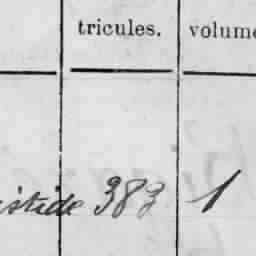 tricules. volume
istide 383 1